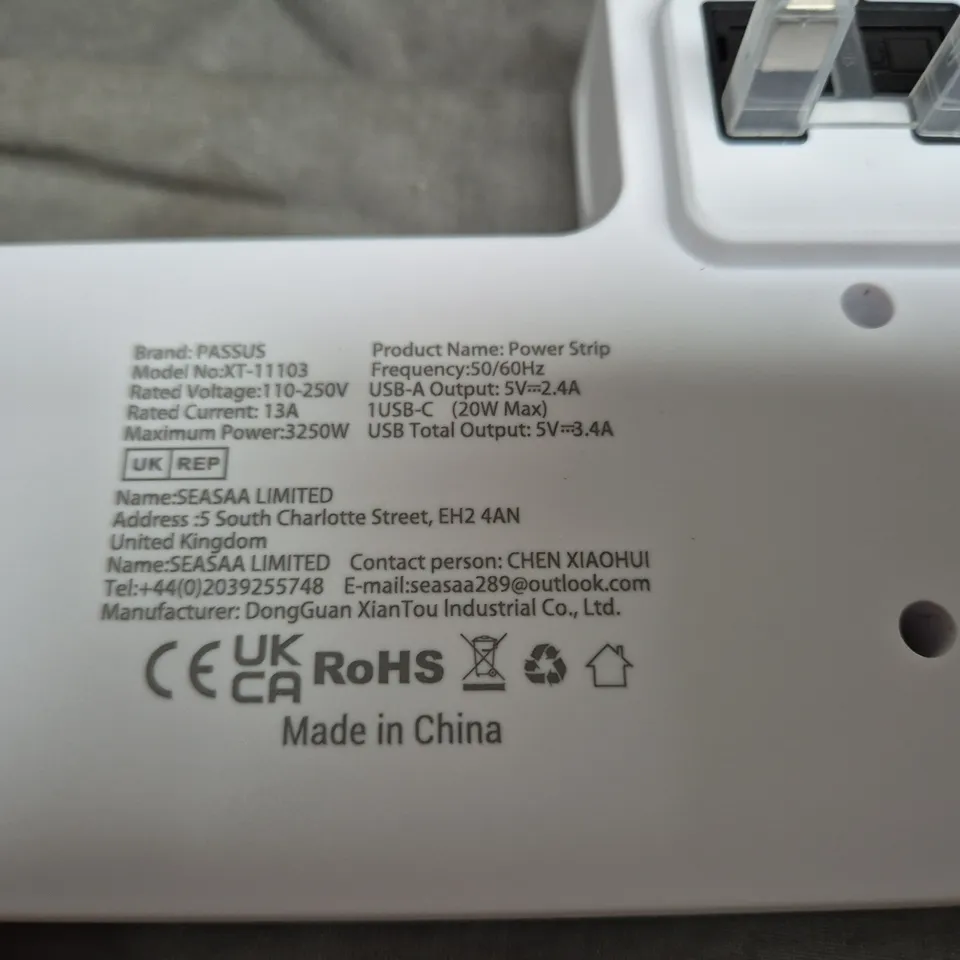 Brand: PASSUS Product Name: Power Strip
Model No:XT-11103 Frequency:50/60Hz
Rated Voltage:110-250V USB-A Output: 5V⎓2.4A
Rated Current: 13A 1USB-C (20W Max)
Maximum Power:3250W USB Total Output: 5V⎓3.4A
UK REP
Name:SEASAA LIMITED
Address :5 South Charlotte Street, EH2 4AN
United Kingdom
Name:SEASAA LIMITED Contact person: CHEN XIAOHUI
Tel:+44(0)2039255748 E-mail:seasaa289@outlook.com
Manufacturer: DongGuan XianTou lndustrial Co., Ltd.
CE UK CA RoHS
Made in China